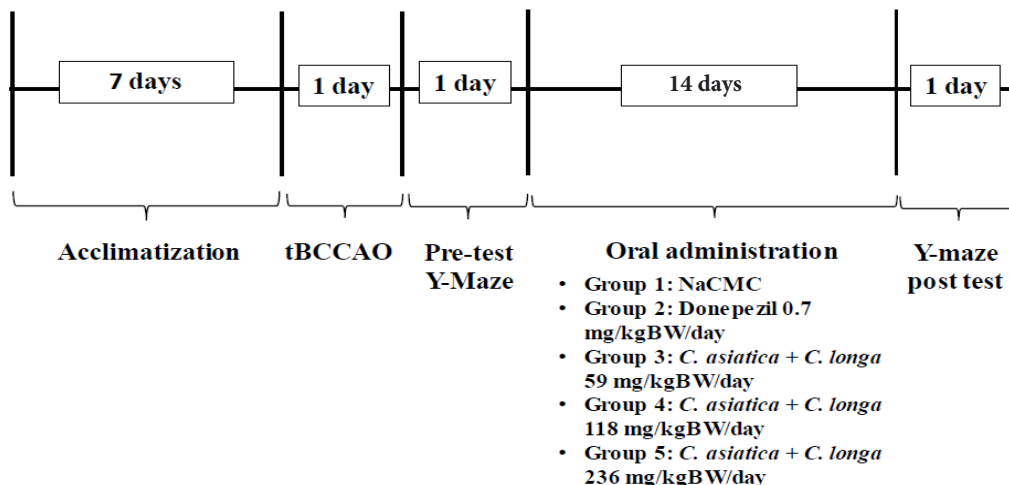 7 days
1 day
1 day
14 days
1 day
Acclimatization
tBCCAO
Pre-test
Y-Maze
Oral administration
• Group 1: NaCMC
• Group 2: Donepezil 0.7
mg/kgBW/day
• Group 3: C. asiatica + C. longa
59 mg/kgBW/day
• Group 4: C. asiatica + C. longa
118 mg/kgBW/day
• Group 5: C. asiatica + C. longa
236 mg/kgBW/day
Y-maze
post test